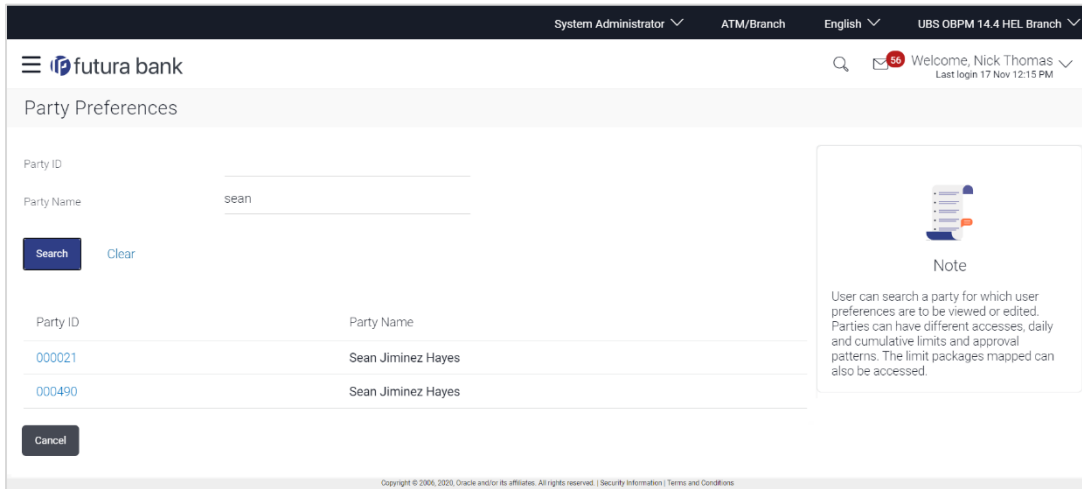 System Administrator ATM/Branch English UBS OBPM 14.4 HEL Branch
futura bank 56 Welcome, Nick Thomas
Last login 17 Nov 12:15 PM
Party Preferences
Party ID
Party Name sean
Search Clear
Party ID Party Name
000021 Sean Jiminez Hayes
000490 Sean Jiminez Hayes
Cancel
Note
User can search a party for which user
preferences are to be viewed or edited.
Parties can have different accesses, daily
and cumulative limits and approval
patterns. The limit packages mapped can
also be accessed.
Copyright © 2006, 2020, Oracle and/or its affiliates. All rights reserved. | Security Information | Terms and Conditions